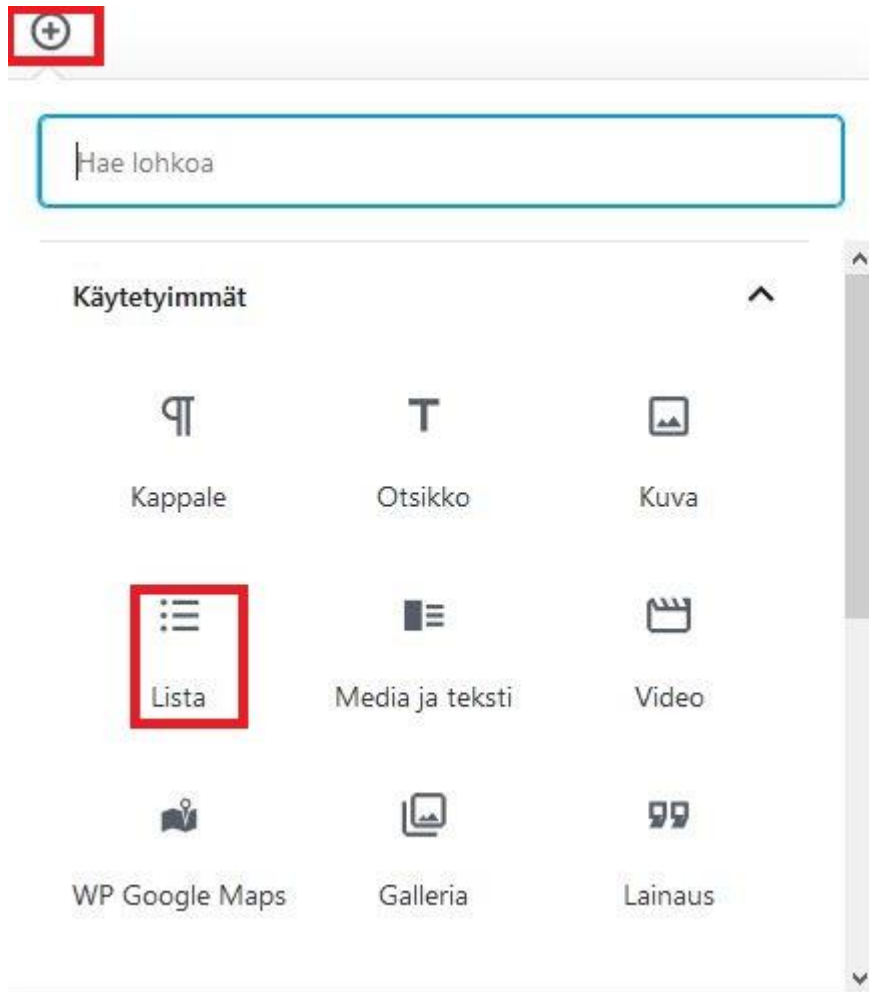 Hae lohkoa
Käytetyimmät
Kappale
Otsikko
Kuva
Lista
Media ja teksti
Video
WP Google Maps
Galleria
Lainaus